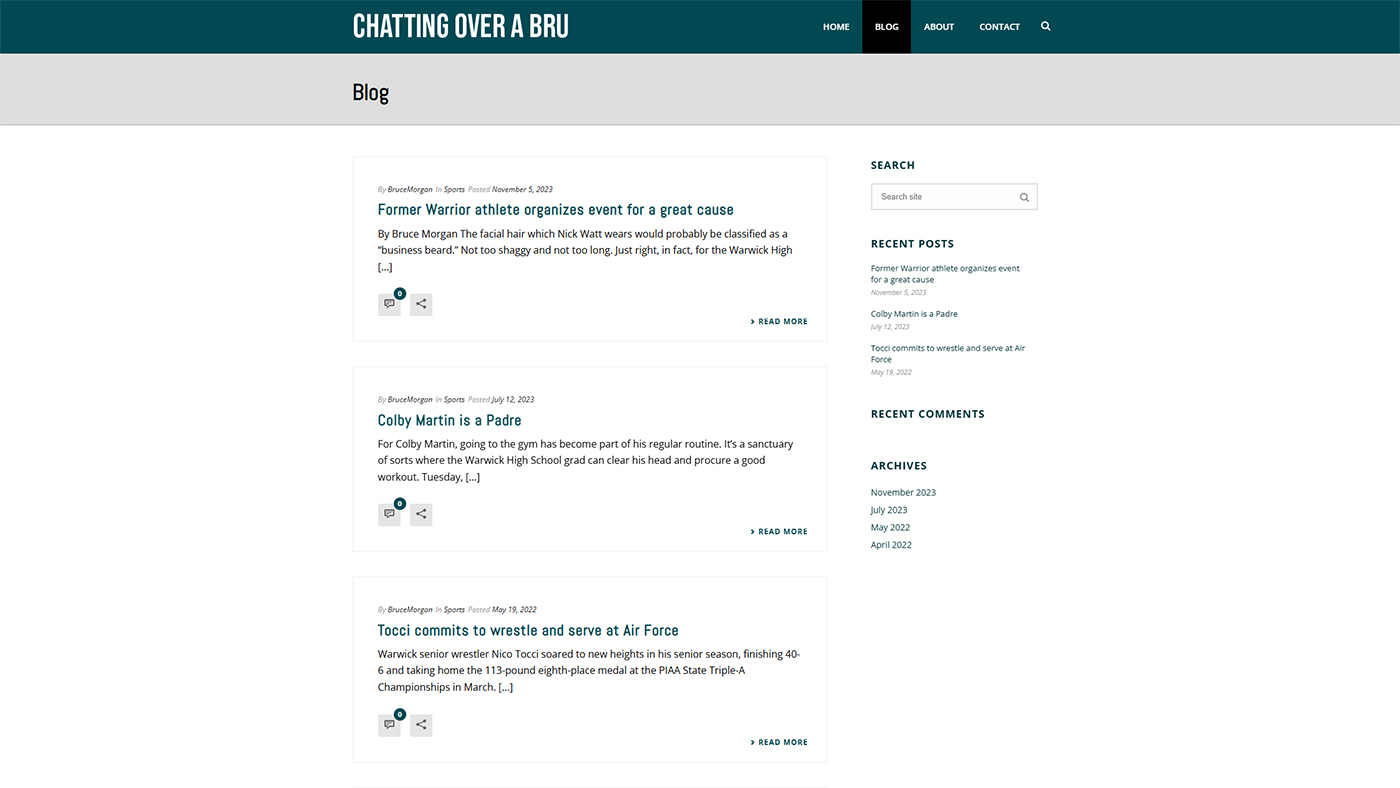 CHATTING OVER A BRU
HOME
BLOG
ABOUT
CONTACT
Blog
By BruceMorgan In Sports Posted November 5, 2023
Former Warrior athlete organizes event for a great cause
By Bruce Morgan The facial hair which Nick Watt wears would probably be classified as a
“business beard.” Not too shaggy and not too long. Just right, in fact, for the Warwick High
[...]
0
READ MORE
By BruceMorgan In Sports Posted July 12, 2023
Colby Martin is a Padre
For Colby Martin, going to the gym has become part of his regular routine. It’s a sanctuary
of sorts where the Warwick High School grad can clear his head and procure a good
workout. Tuesday, [...]
0
READ MORE
By BruceMorgan In Sports Posted May 19, 2022
Tocci commits to wrestle and serve at Air Force
Warwick senior wrestler Nico Tocci soared to new heights in his senior season, finishing 40-
6 and taking home the 113-pound eighth-place medal at the PIAA State Triple-A
Championships in March. [...]
0
READ MORE
SEARCH
Search site
RECENT POSTS
Former Warrior athlete organizes event
for a great cause
November 5, 2023
Colby Martin is a Padre
July 12, 2023
Tocci commits to wrestle and serve at Air
Force
May 19, 2022
RECENT COMMENTS
ARCHIVES
November 2023
July 2023
May 2022
April 2022